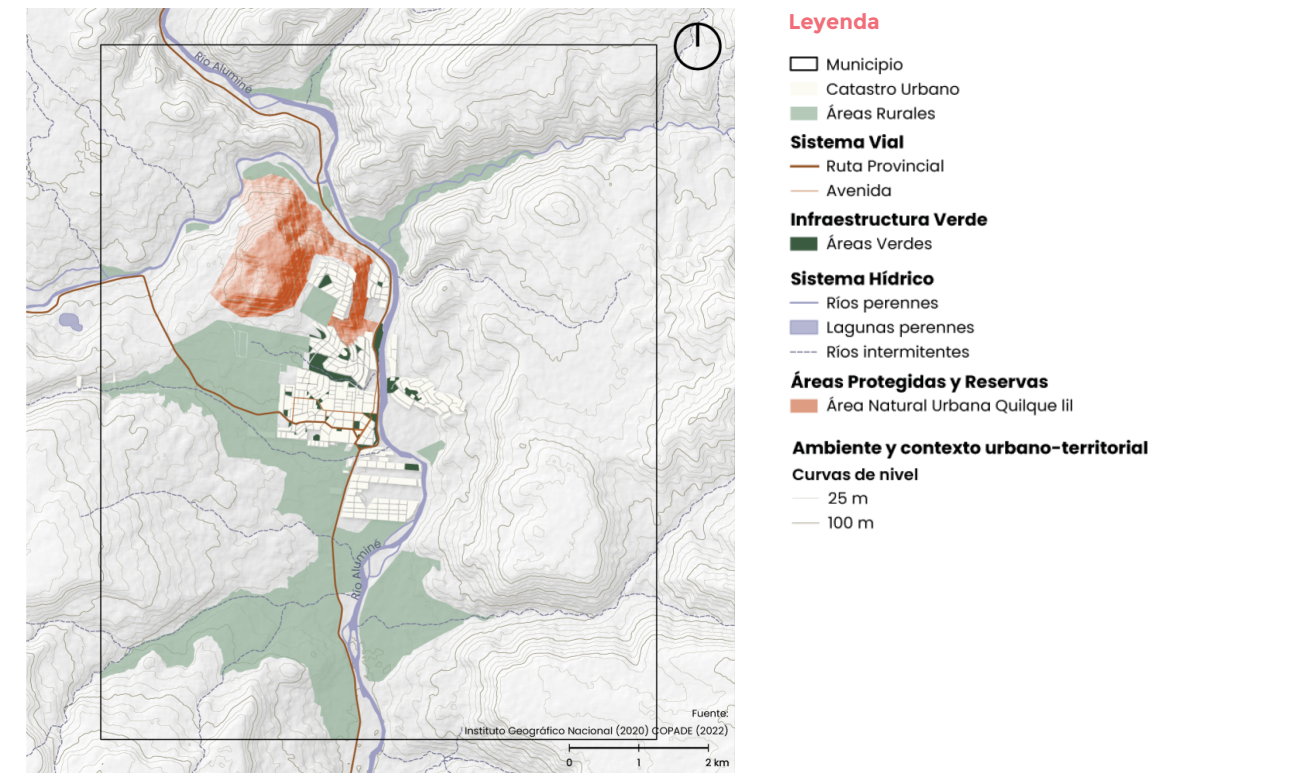 Río Aluminé
Río Aluminé
Fuente:
Instituto Geográfico Nacional (2020) COPADE (2022)
0 1 2 km
Leyenda
Municipio
Catastro Urbano
Áreas Rurales
Sistema Vial
Ruta Provincial
Avenida
Infraestructura Verde
Áreas Verdes
Sistema Hídrico
Ríos perennes
Lagunas perennes
Ríos intermitentes
Áreas Protegidas y Reservas
Área Natural Urbana Quilque lil
Ambiente y contexto urbano-territorial
Curvas de nivel
25 m
100 m